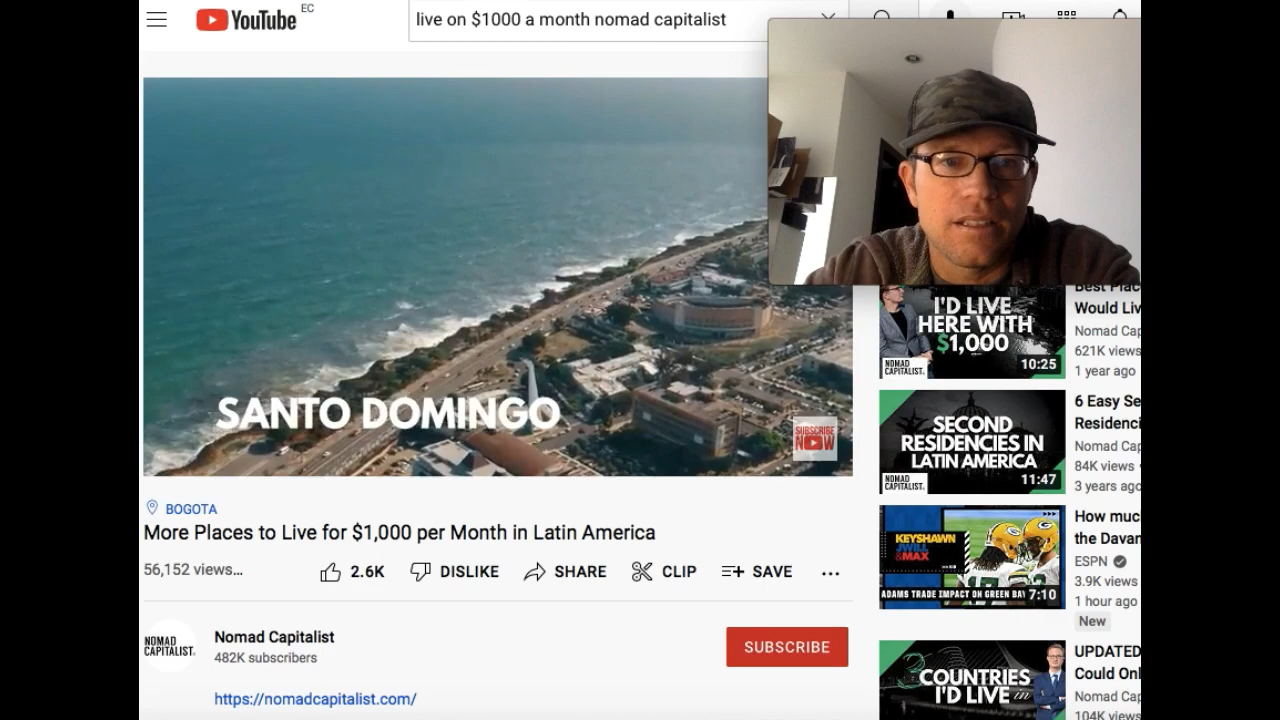 YouTube EC
live on $1000 a month nomad capitalist
SANTO DOMINGO
SUBSCRIBE
NOW
BOGOTA
More Places to Live for $1,000 per Month in Latin America
56,152 views...
2.6K DISLIKE SHARE CLIP SAVE ...
NOMAD
CAPITALIST.
Nomad Capitalist
482K subscribers
SUBSCRIBE
https://nomadcapitalist.com/
I'D LIVE
HERE WITH
$1,000
NOMAD
CAPITALIST.
10:25
Best Plac
Would Liv
Nomad Cap
621K views
1 year ago
SECOND
RESIDENCIES IN
LATIN AMERICA
NOMAD
CAPITALIST.
11:47
6 Easy Se
Residenci
Nomad Cap
84K views
3 years ago
KEYSHAWN
JWILL
&MAX
ADAMS TRADE IMPACT ON GREEN BAY
7:10
How muc
the Davan
ESPN
3.9K views
1 hour ago
New
3
COUNTRIES
I'D LIVE in
UPDATED
Could Onl
Nomad Cap
104K views